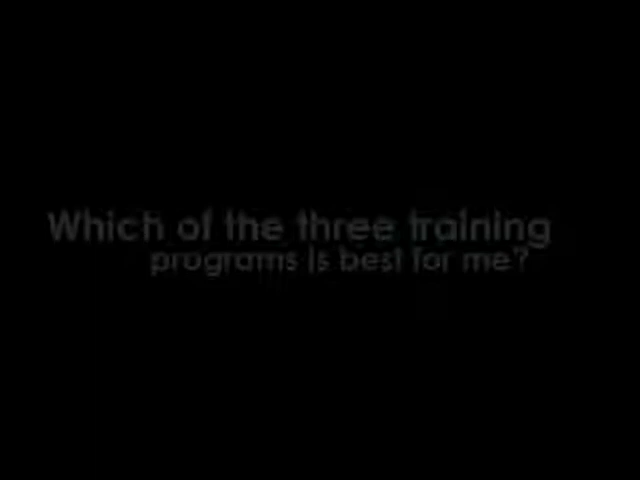 Which of the three training
programs is best for me?